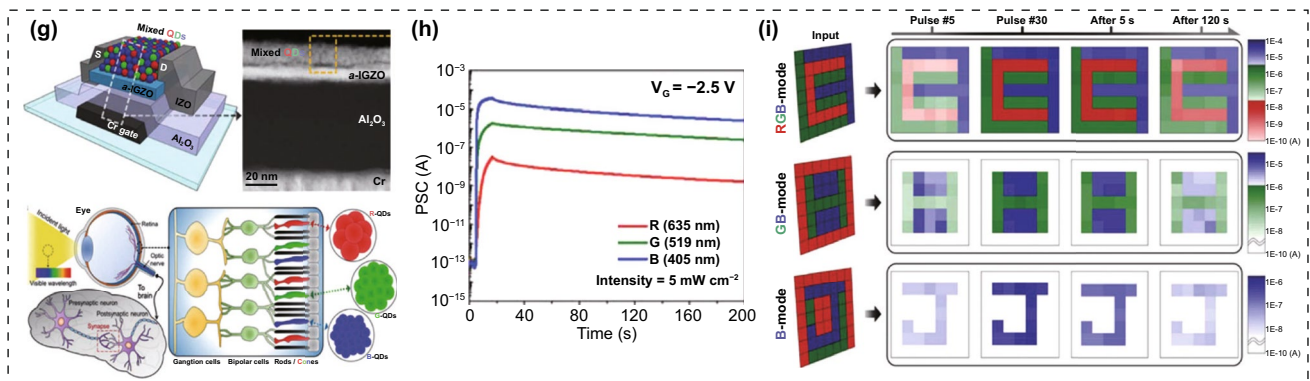 (g)
Mixed QDs
S
D
a-IGZO
IZO
Cr gate
Al₂O₃
Mixed QD
a-IGZO
Al₂O₃
20 nm
Cr
Eye
Incident light
Retina
Optic nerve
Visible wavelength
To brain
Presynaptic neuron
Postsynaptic neuron
Synapse
R-QDs
G-QDs
B-QDs
Ganglion cells
Bipolar cells
Rods / Cones
(h)
V_G = −2.5 V
PSC (A)
10⁻³
10⁻⁵
10⁻⁷
10⁻⁹
10⁻¹¹
10⁻¹³
10⁻¹⁵
R (635 nm)
G (519 nm)
B (405 nm)
Intensity = 5 mW cm⁻²
0 40 80 120 160 200
Time (s)
(i)
Input
Pulse #5
Pulse #30
After 5 s
After 120 s
RGB-mode
1E-4
1E-5
1E-6
1E-6
1E-7
1E-8
1E-9
1E-10 (A)
GB-mode
1E-5
1E-6
1E-6
1E-7
1E-8
1E-10 (A)
B-mode
1E-6
1E-7
1E-8
1E-10 (A)